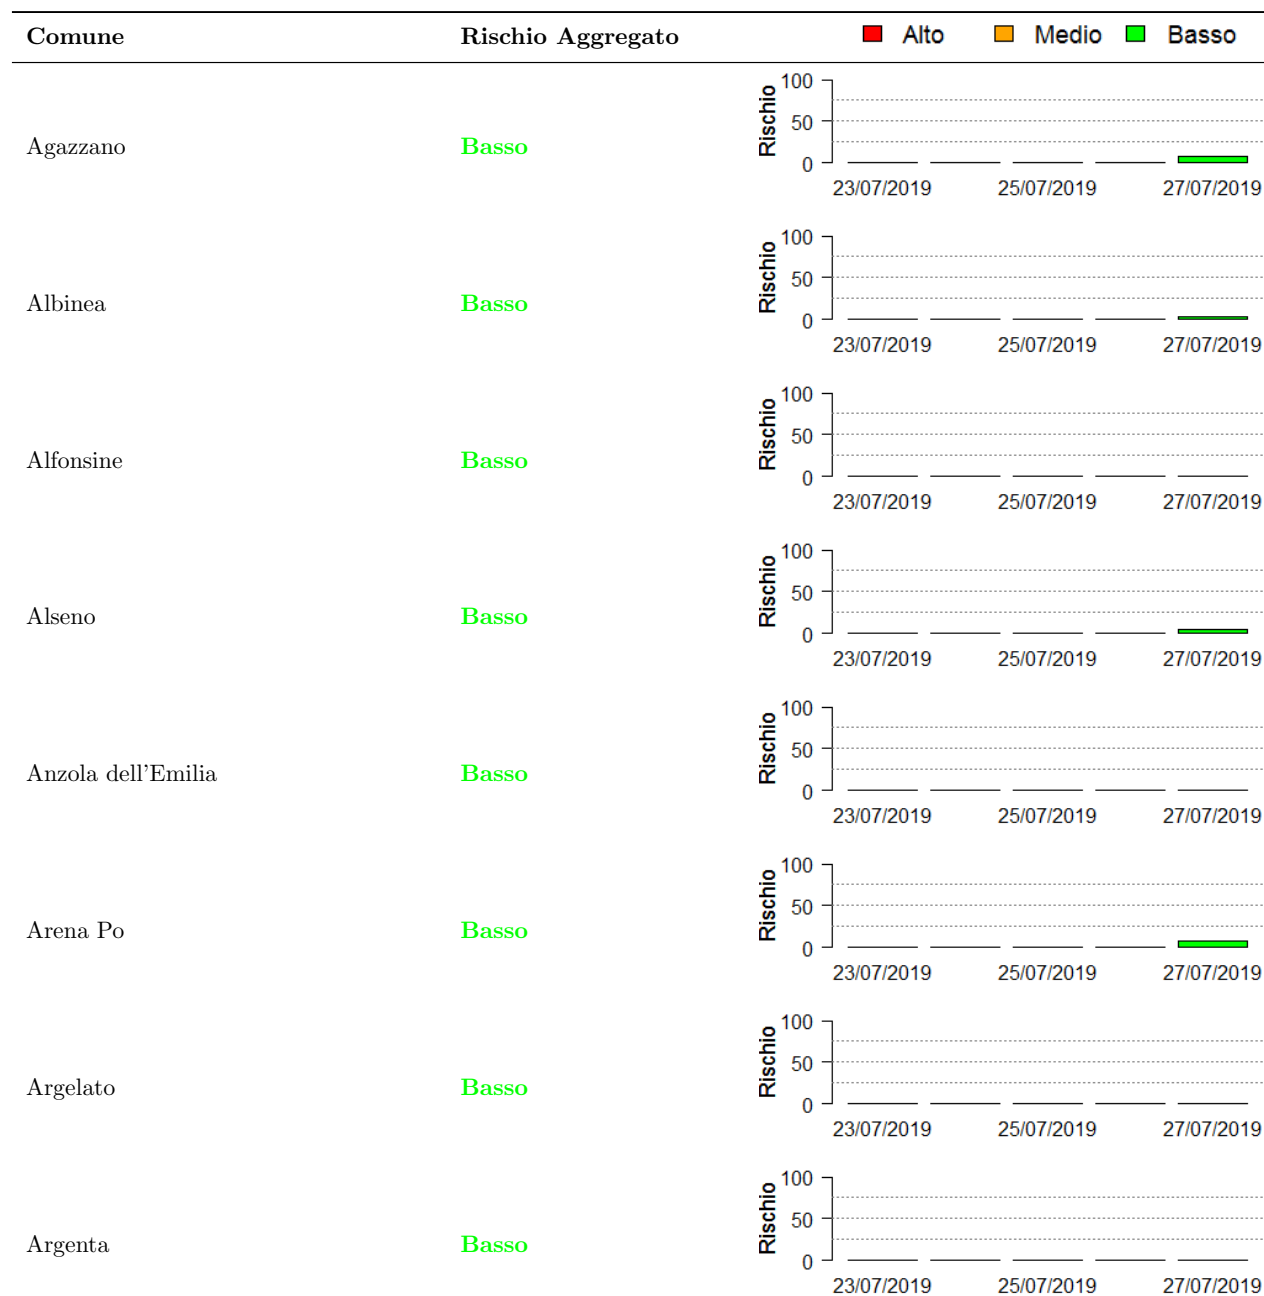 Comune Rischio Aggregato Alto Medio Basso
Agazzano Basso Rischio 100 50 0
23/07/2019 25/07/2019 27/07/2019
Albinea Basso Rischio 100 50 0
23/07/2019 25/07/2019 27/07/2019
Alfonsine Basso Rischio 100 50 0
23/07/2019 25/07/2019 27/07/2019
Alseno Basso Rischio 100 50 0
23/07/2019 25/07/2019 27/07/2019
Anzola dell'Emilia Basso Rischio 100 50 0
23/07/2019 25/07/2019 27/07/2019
Arena Po Basso Rischio 100 50 0
23/07/2019 25/07/2019 27/07/2019
Argelato Basso Rischio 100 50 0
23/07/2019 25/07/2019 27/07/2019
Argenta Basso Rischio 100 50 0
23/07/2019 25/07/2019 27/07/2019